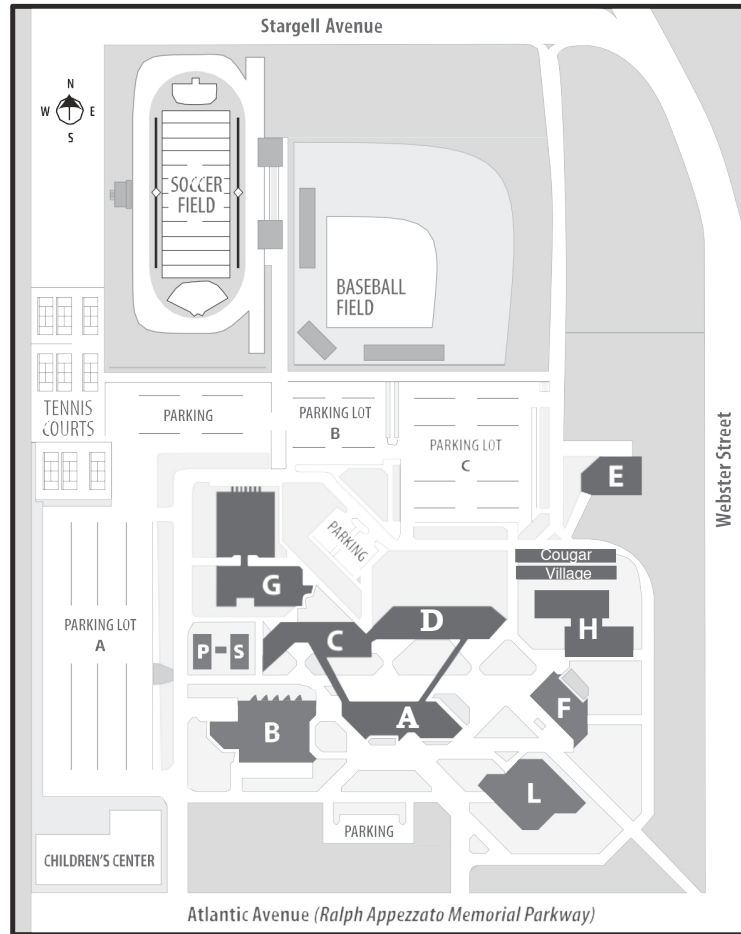 Stargell Avenue
N
W E
S
SOCCER
FIELD
BASEBALL
FIELD
TENNIS
COURTS
PARKING
PARKING LOT
B
PARKING LOT
C
Webster Street
E
PARKING
Cougar
Village
G
H
D
C
PARKING LOT
A
P - S
F
A
B
L
PARKING
CHILDREN'S CENTER
Atlantic Avenue (Ralph Appezzato Memorial Parkway)